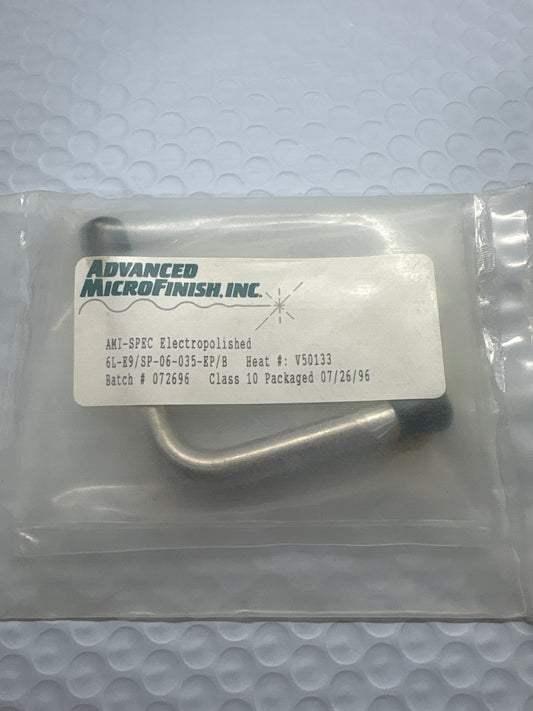 ADVANCED
MICROFINISH, INC.
AMI-SPEC Electropolished
6L-E9/SP-06-035-EP/B Heat #: V50133
Batch # 072696 Class 10 Packaged 07/26/96